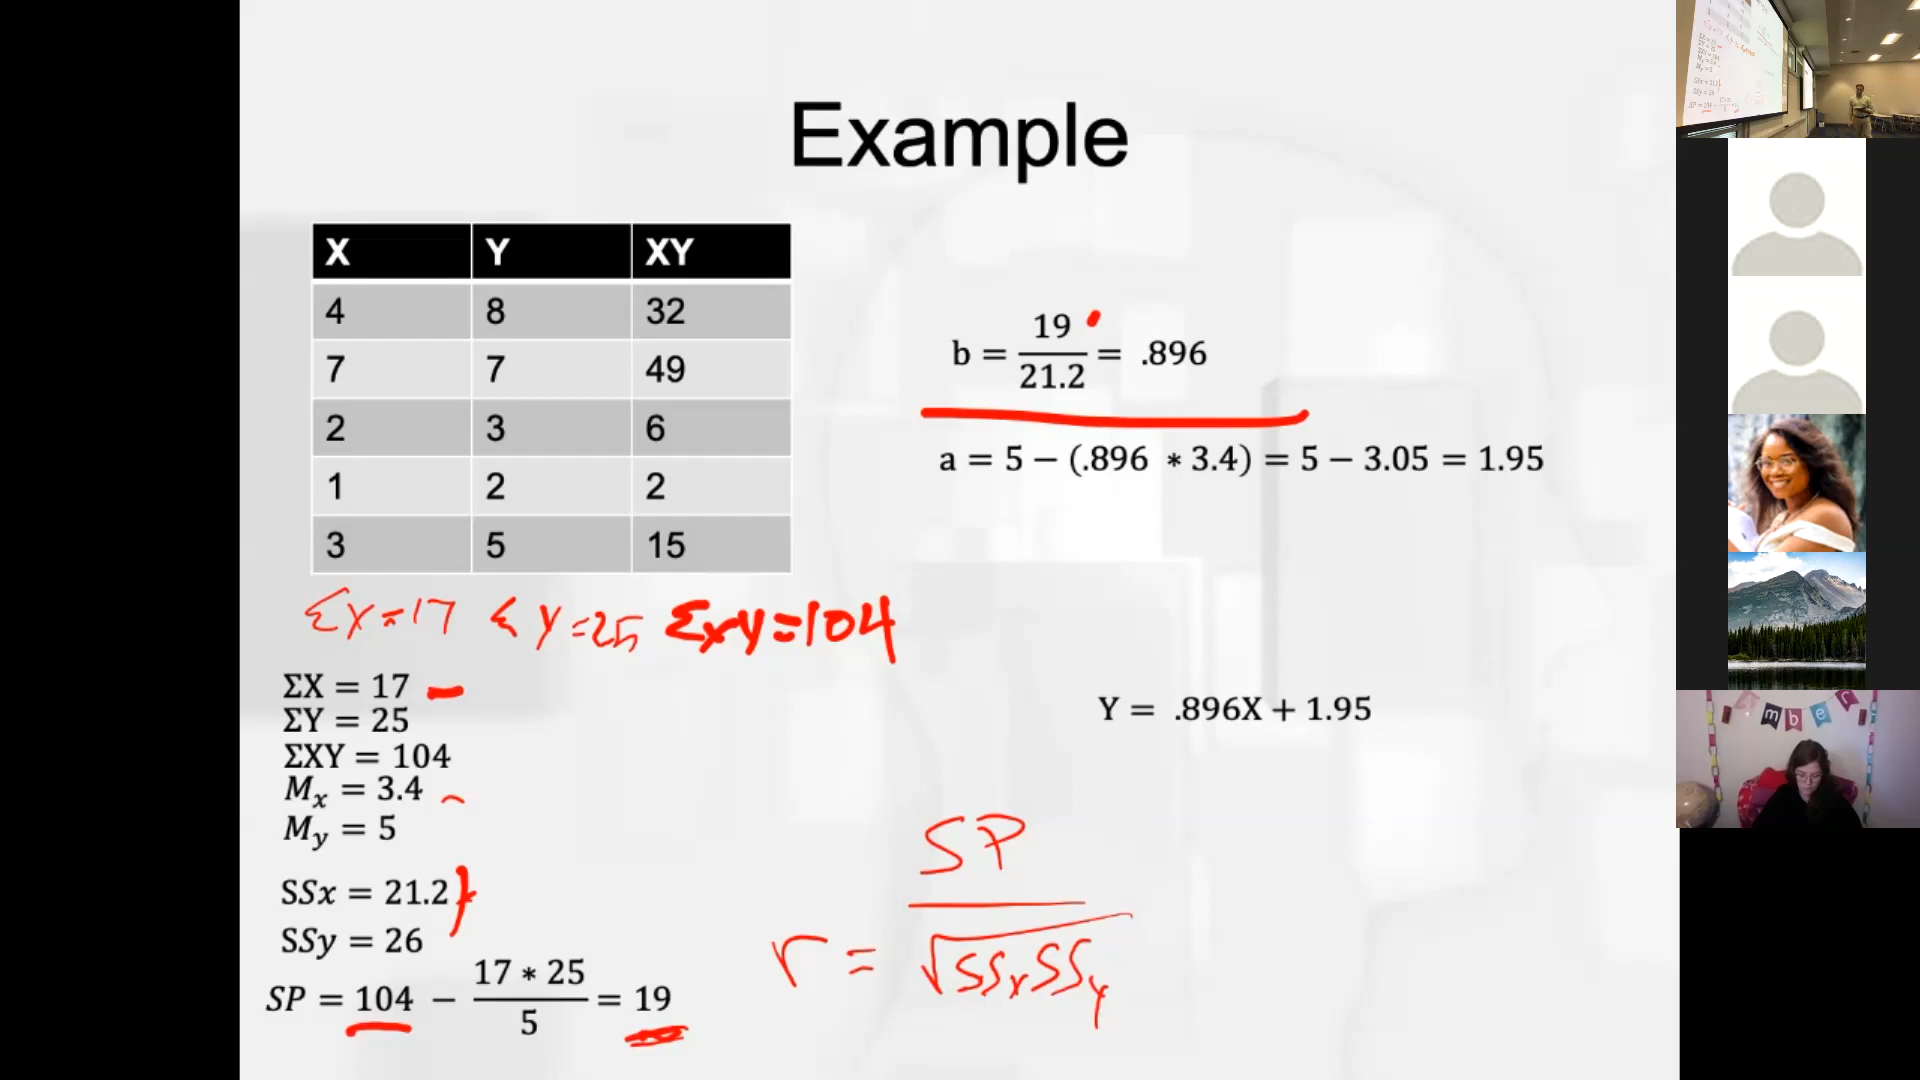 Example
X Y XY
4 8 32
7 7 49
2 3 6
1 2 2
3 5 15
b = 19/21.2 = .896
a = 5 − (.896 * 3.4) = 5 − 3.05 = 1.95
Σx=17 Σy=25 Σxy=104
ΣX = 17
ΣY = 25
ΣXY = 104
Mx = 3.4
My = 5
Y = .896X + 1.95
SSx = 21.2
SSy = 26
SP = 104 − 17 * 25/5 = 19
r = SP/√SSxSSy
mber